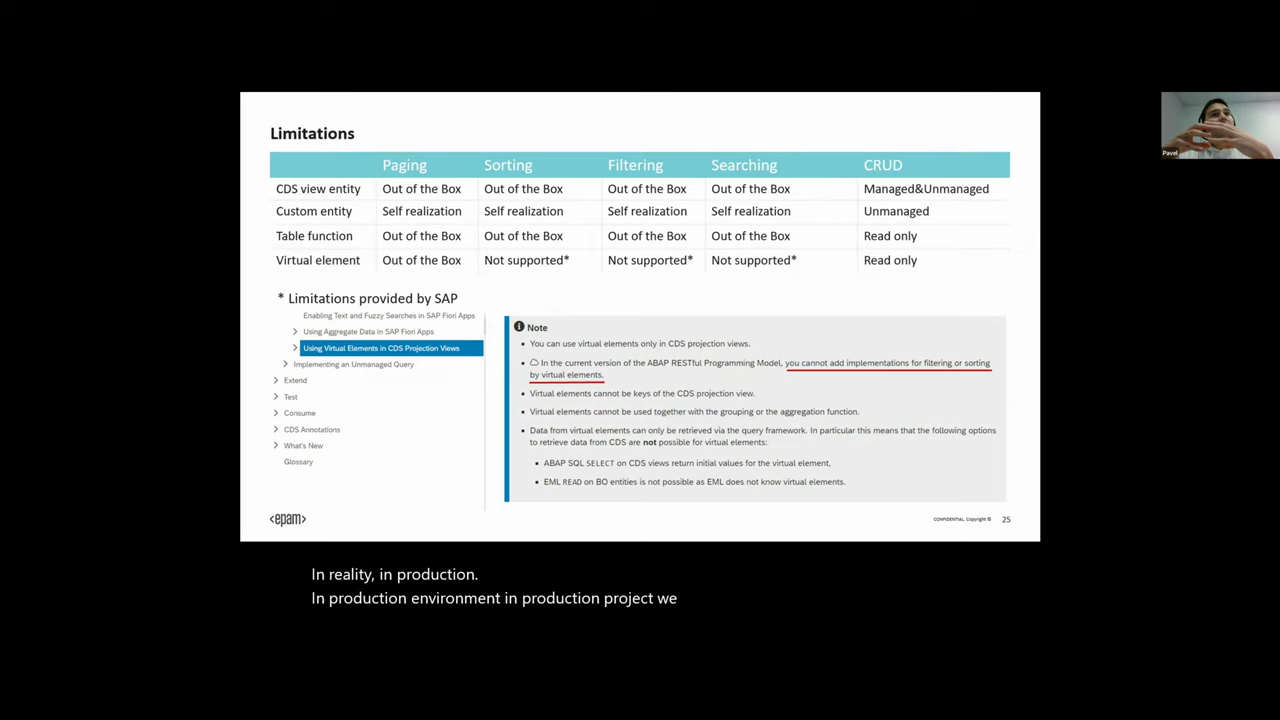 Limitations
Paging Sorting Filtering Searching CRUD
CDS view entity Out of the Box Out of the Box Out of the Box Out of the Box Managed&Unmanaged
Custom entity Self realization Self realization Self realization Self realization Unmanaged
Table function Out of the Box Out of the Box Out of the Box Out of the Box Read only
Virtual element Out of the Box Not supported* Not supported* Not supported* Read only
* Limitations provided by SAP
Enabling Text and Fuzzy Searches in SAP Fiori Apps
Using Aggregate Data in SAP Fiori Apps
Using Virtual Elements in CDS Projection Views
Implementing an Unmanaged Query
Extend
Test
Consume
CDS Annotations
What's New
Glossary
Note
• You can use virtual elements only in CDS projection views.
• In the current version of the ABAP RESTful Programming Model, you cannot add implementations for filtering or sorting
by virtual elements.
• Virtual elements cannot be keys of the CDS projection view.
• Virtual elements cannot be used together with the grouping or the aggregation function.
• Data from virtual elements can only be retrieved via the query framework. In particular this means that the following options
to retrieve data from CDS are not possible for virtual elements:
• ABAP SQL SELECT on CDS views return initial values for the virtual element,
• EML READ on BO entities is not possible as EML does not know virtual elements.
<epam>
CONFIDENTIAL. Copyright © 25
Pavel
In reality, in production.
In production environment in production project we